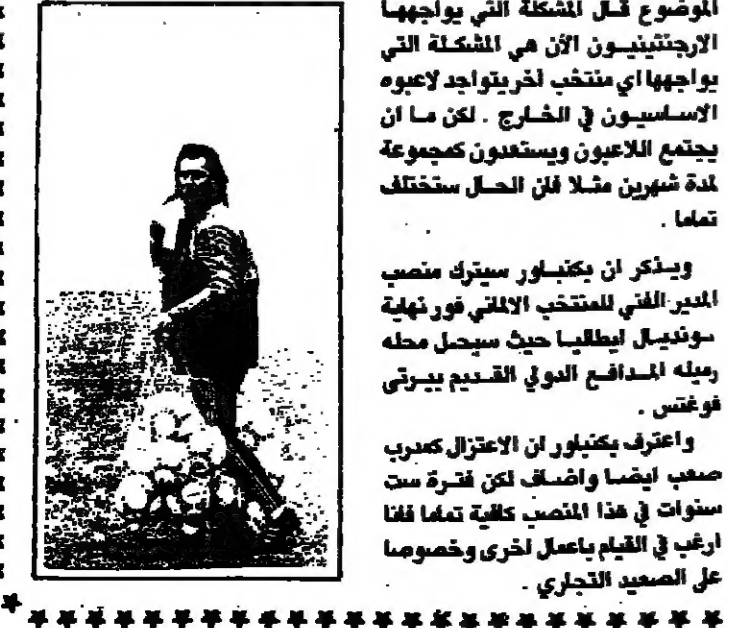 الموضوع قال المشكلة التي يواجهها
الارجنتينيون الآن هي المشكلة التي
يواجهها اي منتخب اخر يتواجد لاعبوه
الاساسيون في الخارج . لكن ما ان
يجتمع اللاعبون ويستعدون كمجموعة
لمدة شهرين مثلا فان الحال ستختلف
تماما .
ويذكر ان بكنباور سيترك منصب
المدير الفني للمنتخب الالماني فور نهاية
مونديال ايطاليا حيث سيحل محله
زميله المدافع الدولي القديم بيرتي
فوغتس .
واعترف بكنباور ان الاعتزال كمدرب
صعب ايضا واضاف لكن فترة ست
سنوات في هذا المنصب كافية تماما فانا
ارغب في القيام باعمال اخرى وخصوصا
على الصعيد التجاري .